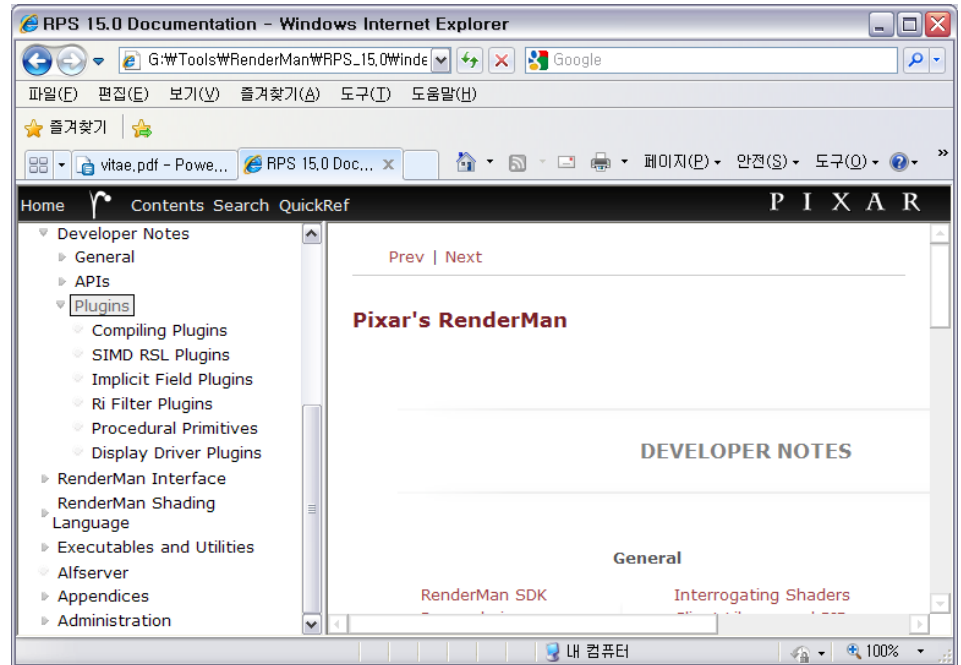 RPS 15.0 Documentation - Windows Internet Explorer
G:₩Tools₩RenderMan₩RPS_15,0₩inde
Google
파일(F) 편집(E) 보기(V) 즐겨찾기(A) 도구(T) 도움말(H)
즐겨찾기
vitae,pdf - Powe... RPS 15,0 Doc,,, x 페이지(P) 안전(S) 도구(O) »
Home Contents Search QuickRef PIXAR
Developer Notes
General
APIs
Plugins
Compiling Plugins
SIMD RSL Plugins
Implicit Field Plugins
Ri Filter Plugins
Procedural Primitives
Display Driver Plugins
RenderMan Interface
RenderMan Shading
Language
Executables and Utilities
Alfserver
Appendices
Administration
Prev | Next
Pixar's RenderMan
DEVELOPER NOTES
General
RenderMan SDK Interrogating Shaders
내 컴퓨터 100%